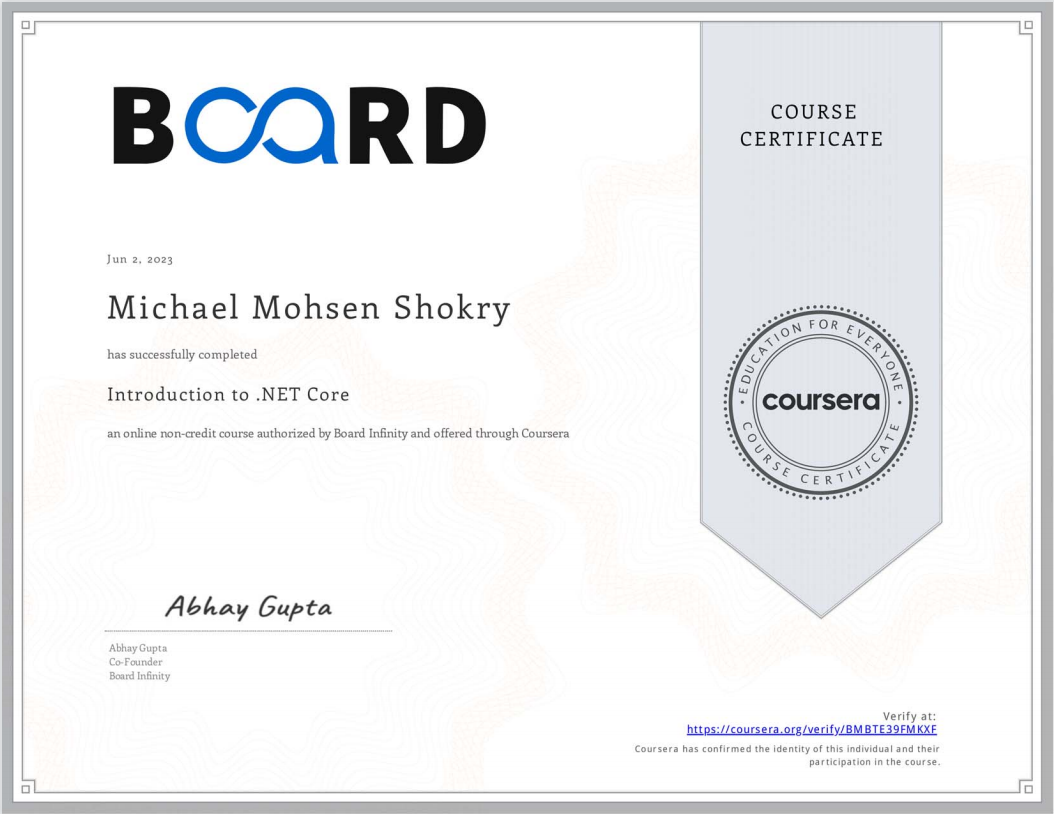 BOARD
COURSE
CERTIFICATE
Jun 2, 2023
Michael Mohsen Shokry
has successfully completed
Introduction to .NET Core
an online non-credit course authorized by Board Infinity and offered through Coursera
EDUCATION FOR EVERYONE
coursera
COURSE CERTIFICATE
Abhay Gupta
Abhay Gupta
Co-Founder
Board Infinity
Verify at:
https://coursera.org/verify/BMBTE39FMKXF
Coursera has confirmed the identity of this individual and their
participation in the course.